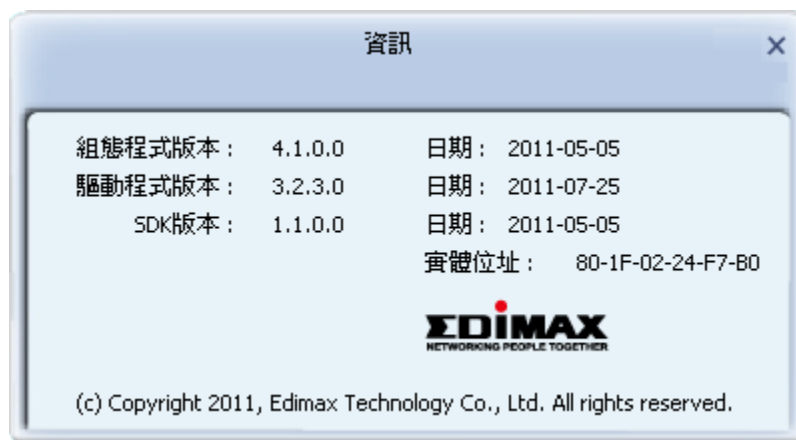 資訊
組態程式版本： 4.1.0.0 日期： 2011-05-05
驅動程式版本： 3.2.3.0 日期： 2011-07-25
SDK版本： 1.1.0.0 日期： 2011-05-05
實體位址： 80-1F-02-24-F7-B0
EDIMAX
NETWORKING PEOPLE TOGETHER
(c) Copyright 2011, Edimax Technology Co., Ltd. All rights reserved.